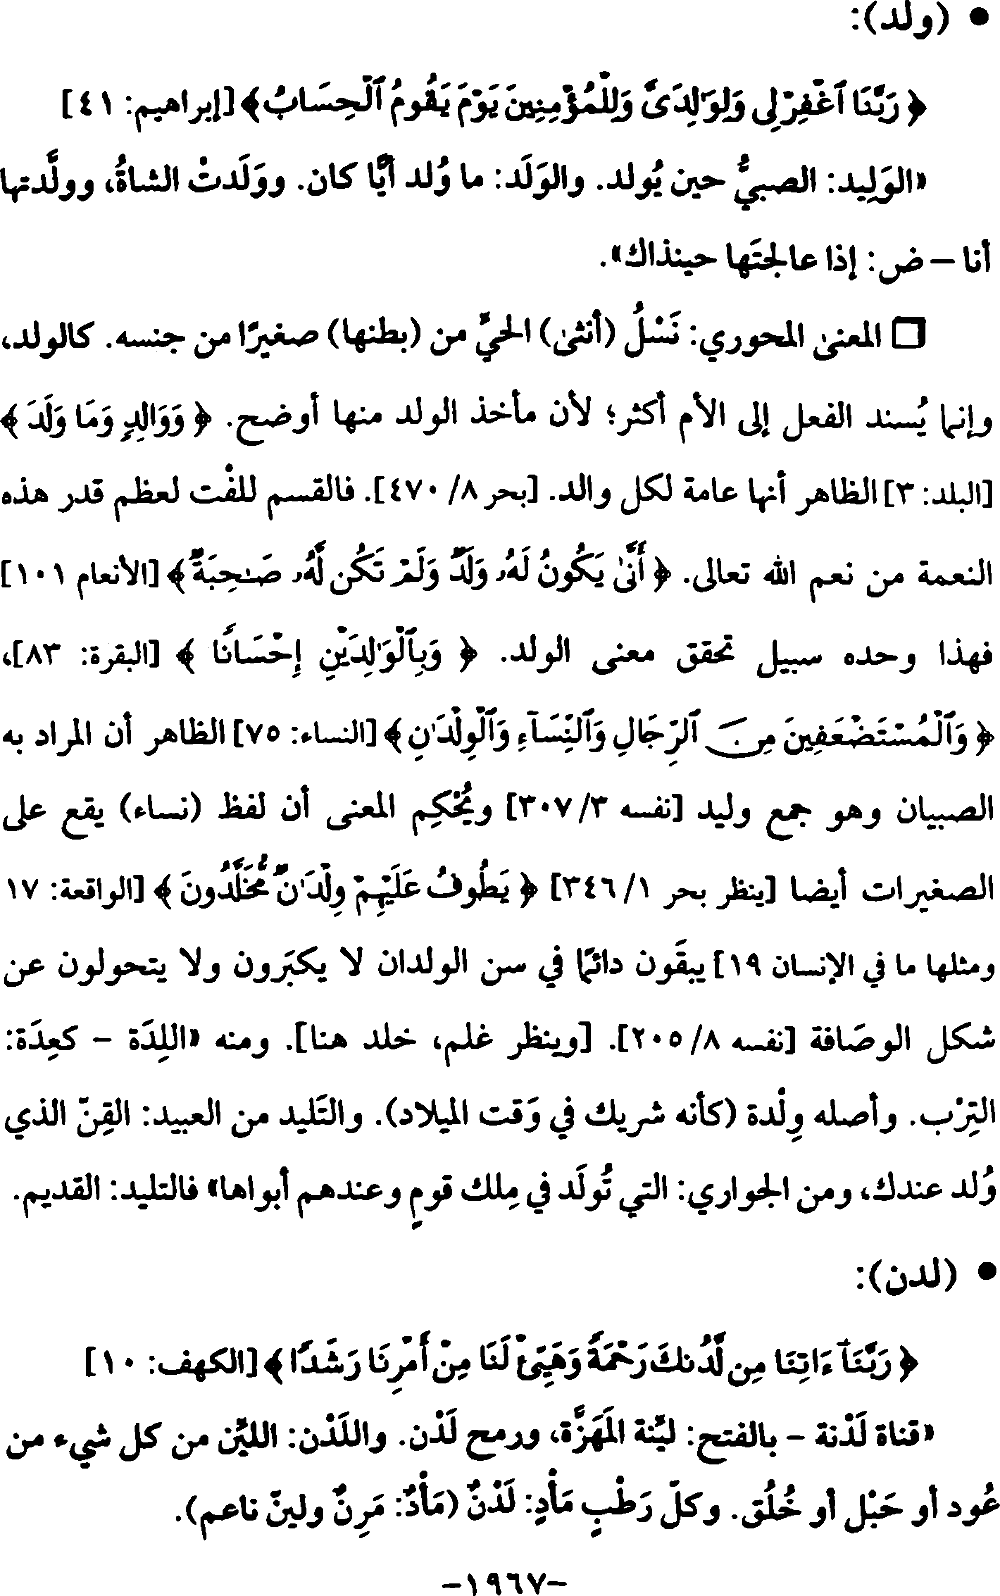 • (ولد):
﴿ رَبَّنَا ٱغْفِرْ لِى وَلِوَٰلِدَىَّ وَلِلْمُؤْمِنِينَ يَوْمَ يَقُومُ ٱلْحِسَابُ﴾ [إبراهيم: ٤١]
«الوَلِيد: الصبيُّ حين يُولد. والوَلَد: ما وُلد أيًّا كان. ووَلَدتْ الشاةُ، وولَّدتها
أنا – ض: إذا عالجتَها حينذاك».
❒ المعنى المحوري: نَسْلُ (أنثى) الحيِّ من (بطنها) صغيرًا من جنسه. كالولد،
وإنما يُسند الفعل إلى الأم أكثر؛ لأن مأخذ الولد منها أوضح. ﴿ وَوَالِدٍ وَمَا وَلَدَ ﴾
[البلد: ٣] الظاهر أنها عامة لكل والد. [بحر ٨/ ٤٧٠]. فالقسم للفْت لعظم قدر هذه
النعمة من نعم الله تعالى. ﴿ أَنَّىٰ يَكُونُ لَهُۥ وَلَدٌ وَلَمْ تَكُن لَّهُۥ صَـٰحِبَةٌ ﴾ [الأنعام ١٠١]
فهذا وحده سبيل تحقق معنى الولد. ﴿ وَبِٱلْوَٰلِدَيْنِ إِحْسَانًا ﴾ [البقرة: ٨٣]،
﴿ وَٱلْمُسْتَضْعَفِينَ مِنَ ٱلرِّجَالِ وَٱلنِّسَآءِ وَٱلْوِلْدَٰنِ ﴾ [النساء: ٧٥] الظاهر أن المراد به
الصبيان وهو جمع وليد [نفسه ٣/ ٣٠٧] ويُحْكِم المعنى أن لفظ (نساء) يقع على
الصغيرات أيضا [ينظر بحر ١/ ٣٤٦] ﴿ يَطُوفُ عَلَيْهِمْ وِلْدَٰنٌ مُّخَلَّدُونَ ﴾ [الواقعة: ١٧
ومثلها ما في الإنسان ١٩] يبقَون دائمًا في سن الولدان لا يكبَرون ولا يتحولون عن
شكل الوصَافة [نفسه ٨/ ٢٠٥]. [وينظر غلم، خلد هنا]. ومنه «اللِدَة – كعِدَة:
التِرْب. وأصله وِلْدة (كأنه شريك في وَقت الميلاد). والتَليد من العبيد: القِنّ الذي
وُلد عندك، ومن الجواري: التي تُولَد في مِلك قومٍ وعندهم أبواها» فالتليد: القديم.
• (لدن):
﴿ رَبَّنَآ ءَاتِنَا مِن لَّدُنكَ رَحْمَةً وَهَيِّئْ لَنَا مِنْ أَمْرِنَا رَشَدًا ﴾ [الكهف: ١٠]
«قناة لَدْنة – بالفتح: ليِّنة المَهَزَّة، ورمح لَدْن. واللَدْن: الليِّن من كل شيء من
عُود أو حَبْل أو خُلُق. وكلّ رَطْبٍ مَأْدٍ: لَدْنٌ (مَأْدٌ: مَرِنٌ ولينّ ناعم).
–١٩٦٧–